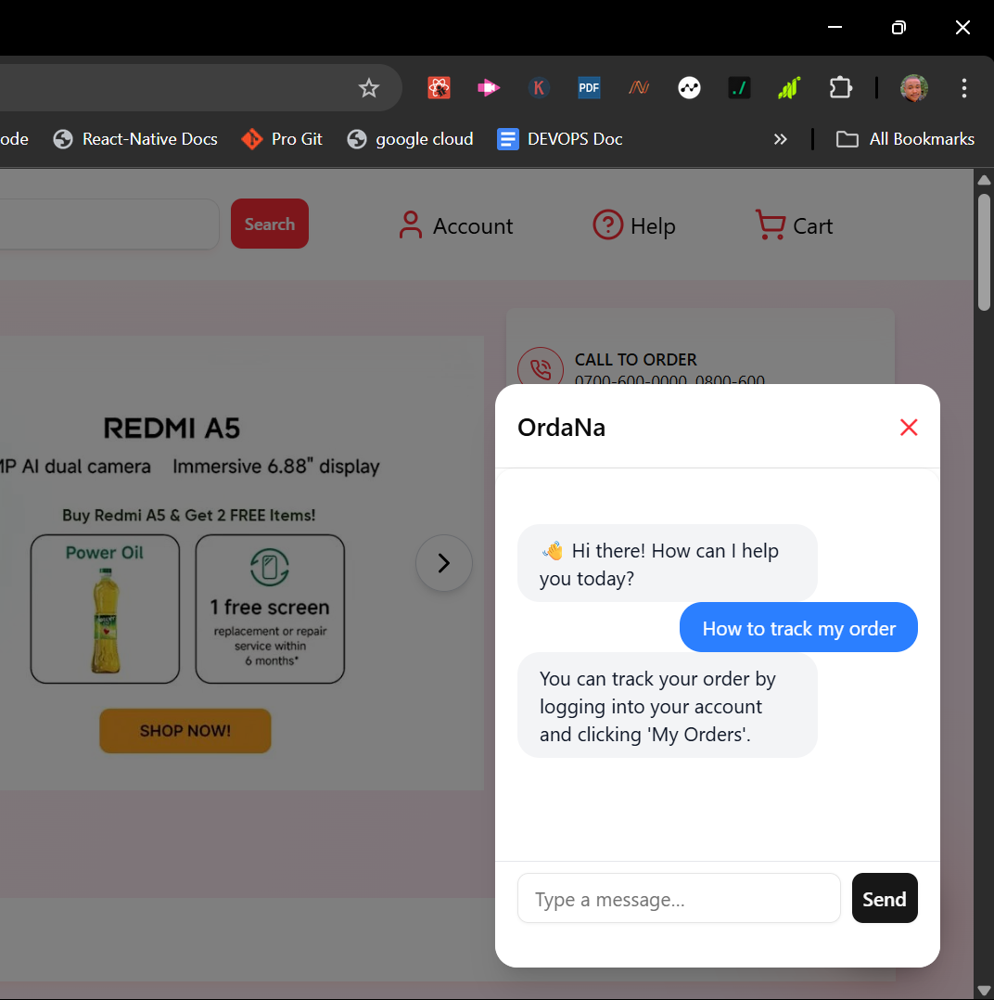 ode
React-Native Docs
Pro Git
google cloud
PDF
DEVOPS Doc
All Bookmarks
Search
Account
Help
Cart
CALL TO ORDER
0700-600-0000, 0800-600
REDMI A5
MP AI dual camera Immersive 6.88" display
Buy Redmi A5 & Get 2 FREE Items!
Power Oil
1 free screen
replacement or repair
service within
6 months*
SHOP NOW!
OrdaNa
👋 Hi there! How can I help
you today?
How to track my order
You can track your order by
logging into your account
and clicking 'My Orders'.
Type a message...
Send